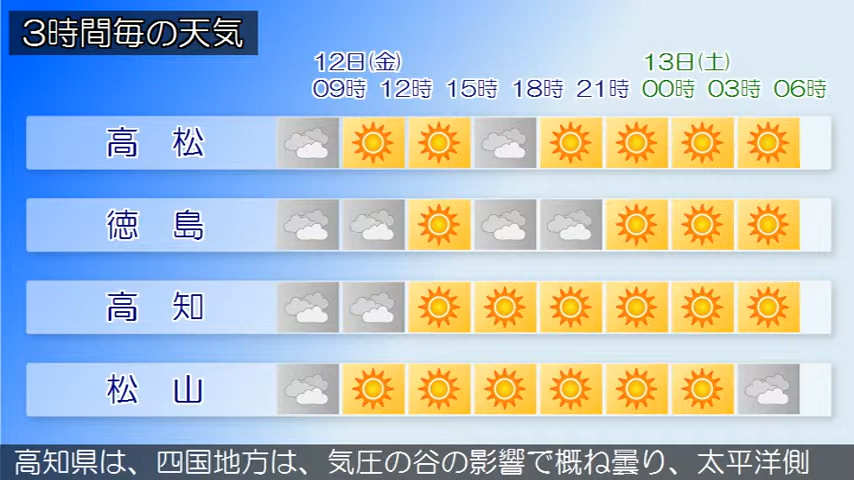 3時間毎の天気
12日(金) 13日(土)
09時 12時 15時 18時 21時 00時 03時 06時
高松
徳島
高知
松山
高知県は、四国地方は、気圧の谷の影響で概ね曇り、太平洋側